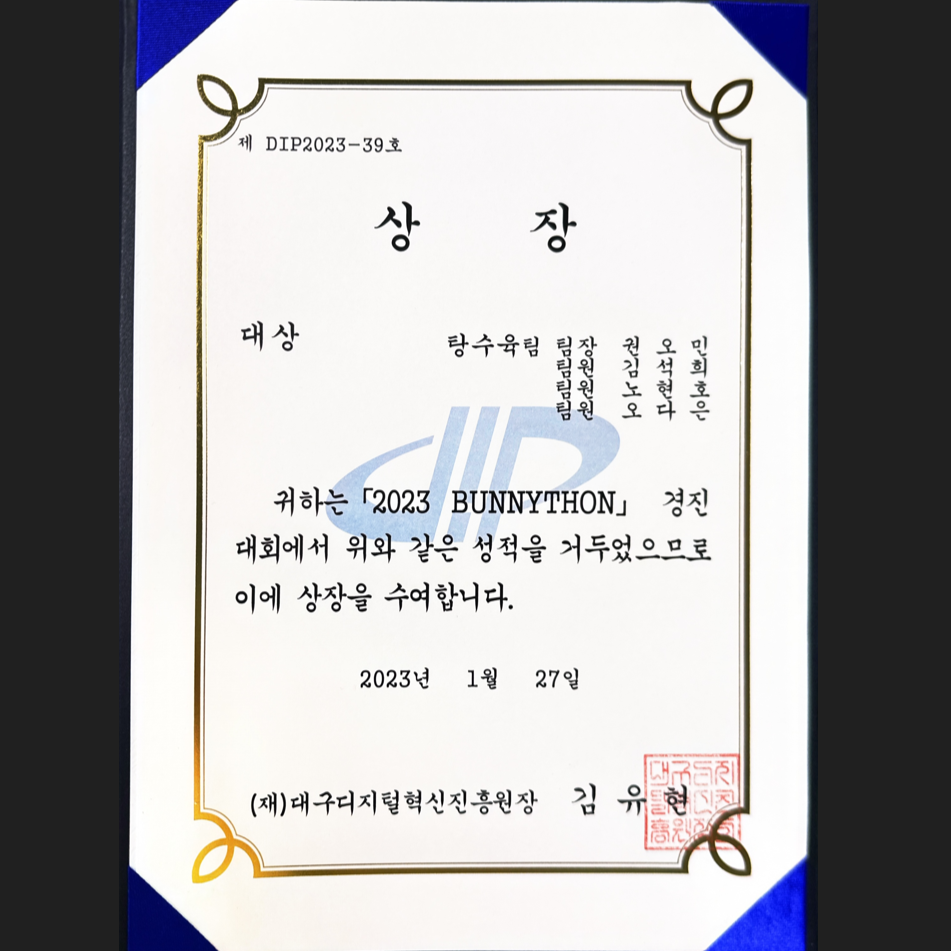 제 DIP2023-39호
상 장
대상
탕수육팀 팀장 권 오 민
팀원 김 석 희
팀원 노 현 호
팀원 오 다 은
dip
귀하는 「2023 BUNNYTHON」 경진
대회에서 위와 같은 성적을 거두었으므로
이에 상장을 수여합니다.
2023년 1월 27일
(재)대구디지털혁신진흥원장 김 유 현